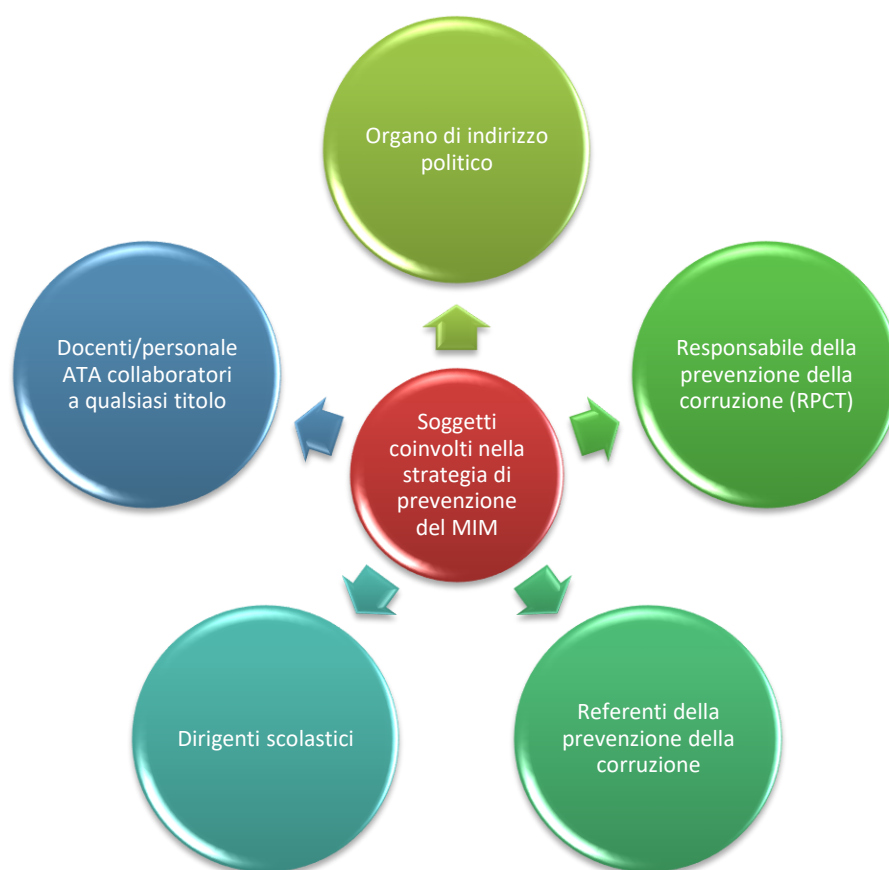 Organo di indirizzo
politico
Responsabile della
prevenzione della
corruzione (RPCT)
Referenti della
prevenzione della
corruzione
Dirigenti scolastici
Docenti/personale
ATA collaboratori
a qualsiasi titolo
Soggetti
coinvolti nella
strategia di
prevenzione
del MIM